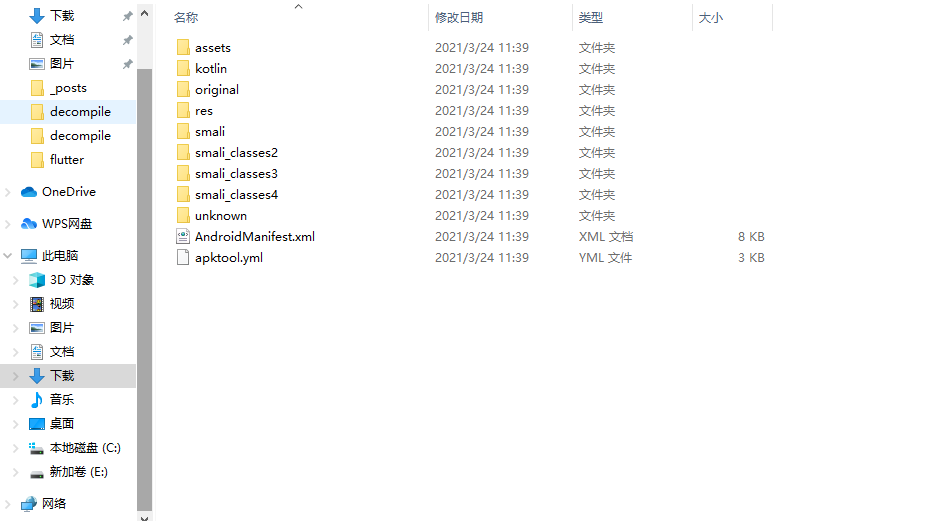 下载
文档
图片
_posts
decompile
decompile
flutter
OneDrive
WPS网盘
此电脑
3D 对象
视频
图片
文档
下载
音乐
桌面
本地磁盘 (C:)
新加卷 (E:)
网络
名称 修改日期 类型 大小
assets 2021/3/24 11:39 文件夹
kotlin 2021/3/24 11:39 文件夹
original 2021/3/24 11:39 文件夹
res 2021/3/24 11:39 文件夹
smali 2021/3/24 11:39 文件夹
smali_classes2 2021/3/24 11:39 文件夹
smali_classes3 2021/3/24 11:39 文件夹
smali_classes4 2021/3/24 11:39 文件夹
unknown 2021/3/24 11:39 文件夹
AndroidManifest.xml 2021/3/24 11:39 XML 文档 8 KB
apktool.yml 2021/3/24 11:39 YML 文件 3 KB